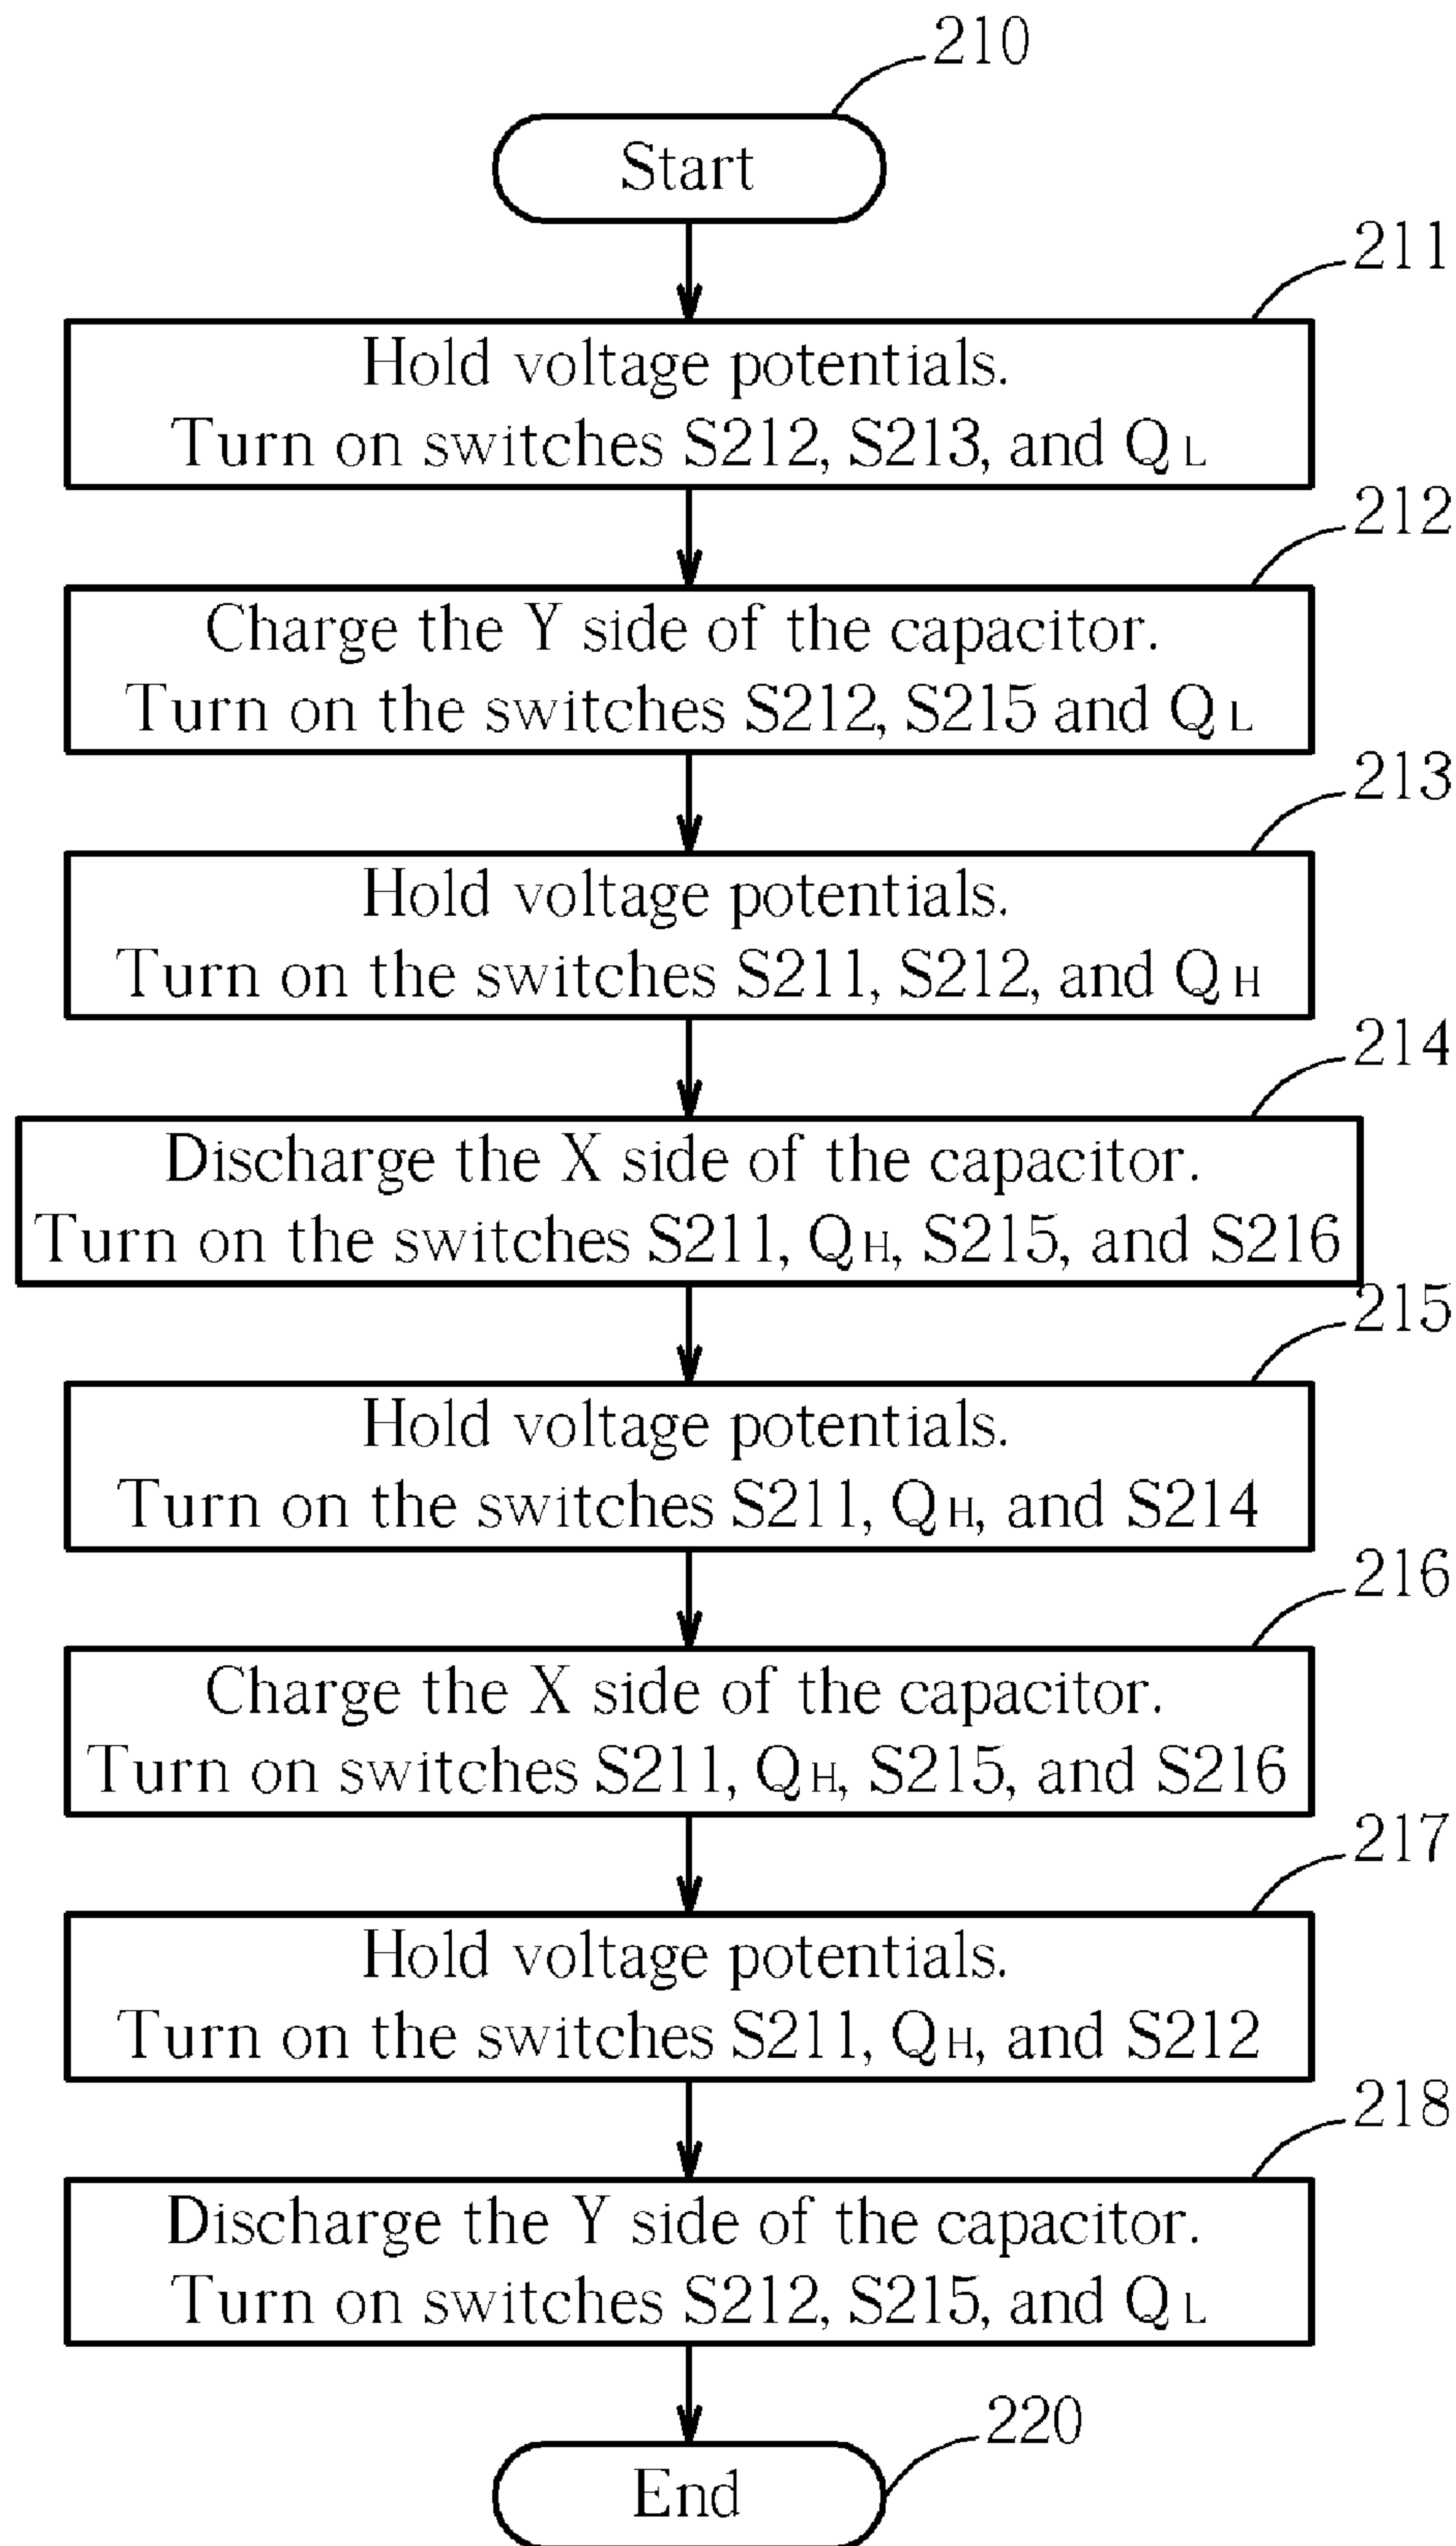 210
Start
211
Hold voltage potentials.
Turn on switches S212, S213, and QL
212
Charge the Y side of the capacitor.
Turn on the switches S212, S215 and QL
213
Hold voltage potentials.
Turn on the switches S211, S212, and QH
214
Discharge the X side of the capacitor.
Turn on the switches S211, QH, S215, and S216
215
Hold voltage potentials.
Turn on the switches S211, QH, and S214
216
Charge the X side of the capacitor.
Turn on switches S211, QH, S215, and S216
217
Hold voltage potentials.
Turn on the switches S211, QH, and S212
218
Discharge the Y side of the capacitor.
Turn on switches S212, S215, and QL
220
End